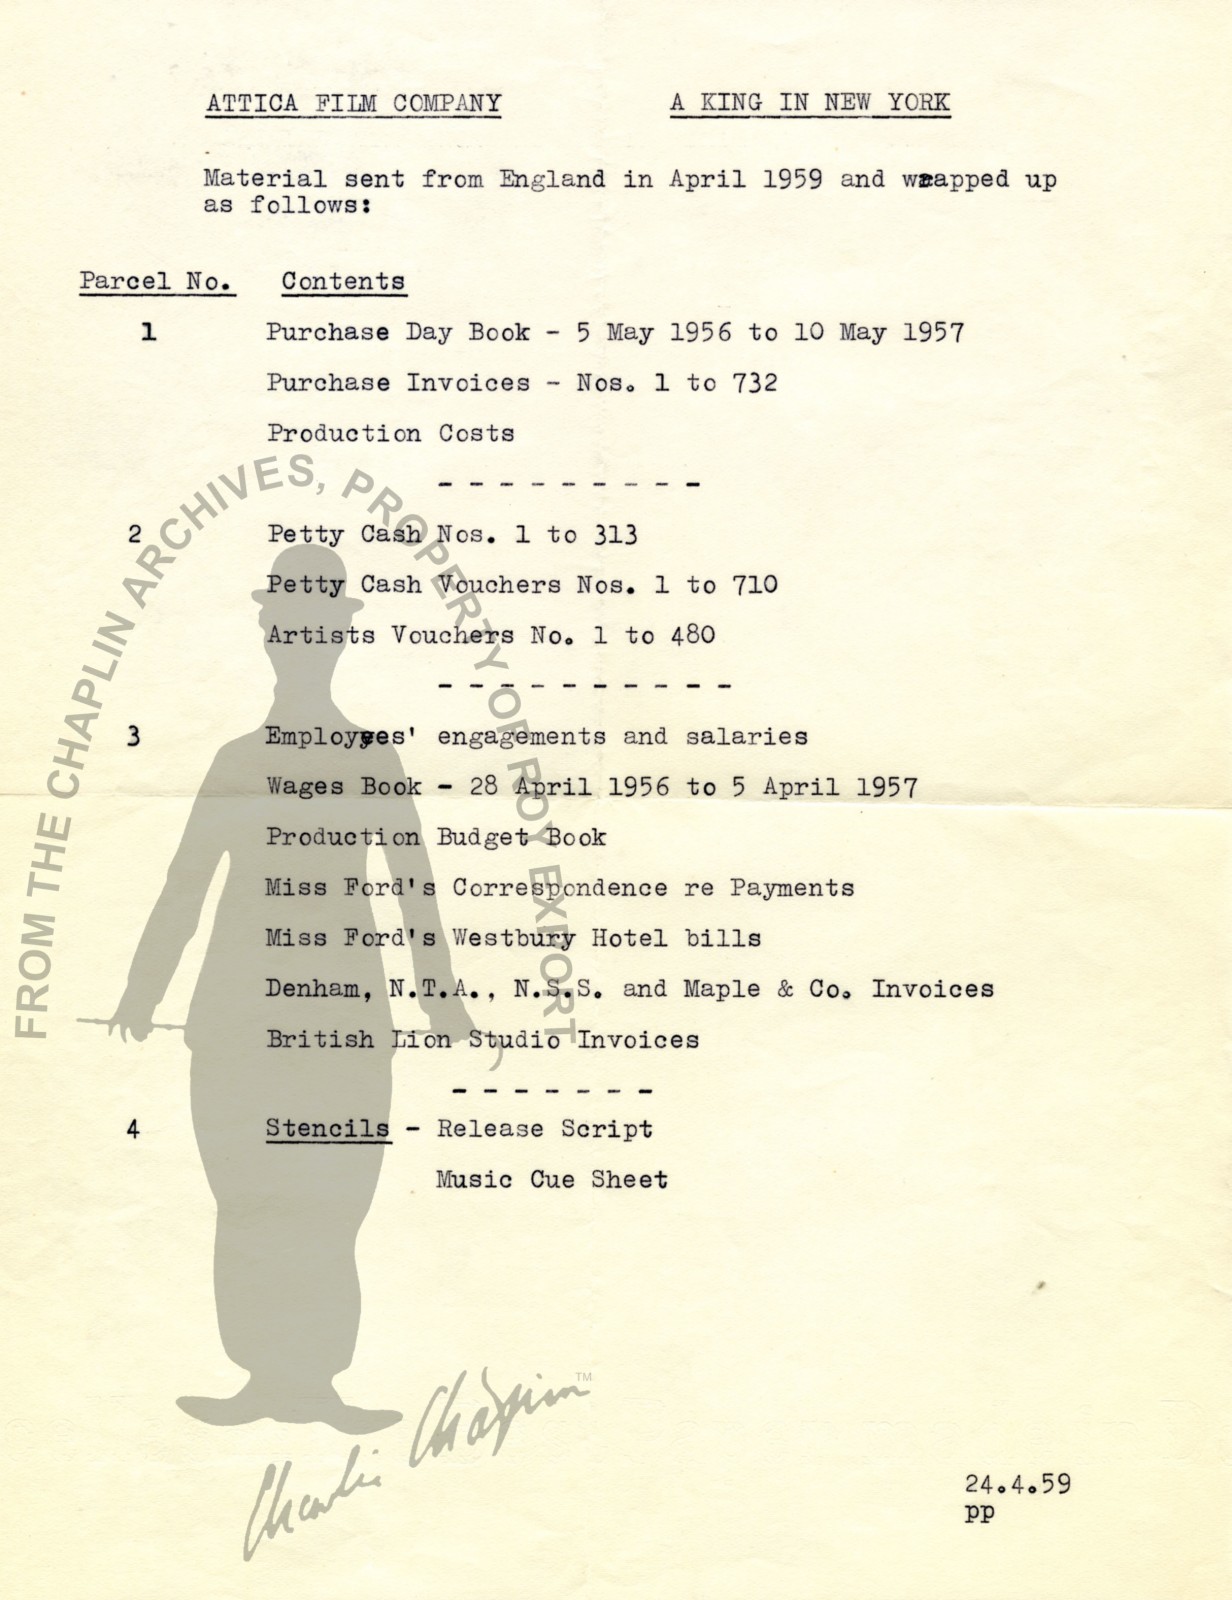 ATTICA FILM COMPANY A KING IN NEW YORK
Material sent from England in April 1959 and wrapped up
as follows:
Parcel No. Contents
1 Purchase Day Book - 5 May 1956 to 10 May 1957
Purchase Invoices - Nos. 1 to 732
Production Costs
- - - - - - - - -
2 Petty Cash Nos. 1 to 313
Petty Cash Vouchers Nos. 1 to 710
Artists Vouchers No. 1 to 480
- - - - - - - - - -
3 Employees' engagements and salaries
Wages Book - 28 April 1956 to 5 April 1957
Production Budget Book
Miss Ford's Correspondence re Payments
Miss Ford's Westbury Hotel bills
Denham, N.T.A., N.S.S. and Maple & Co. Invoices
British Lion Studio Invoices
- - - - - - -
4 Stencils - Release Script
Music Cue Sheet
24.4.59
pp
FROM THE CHAPLIN ARCHIVES, PROPERTY OF ROY EXPORT
Charlie Chaplin TM